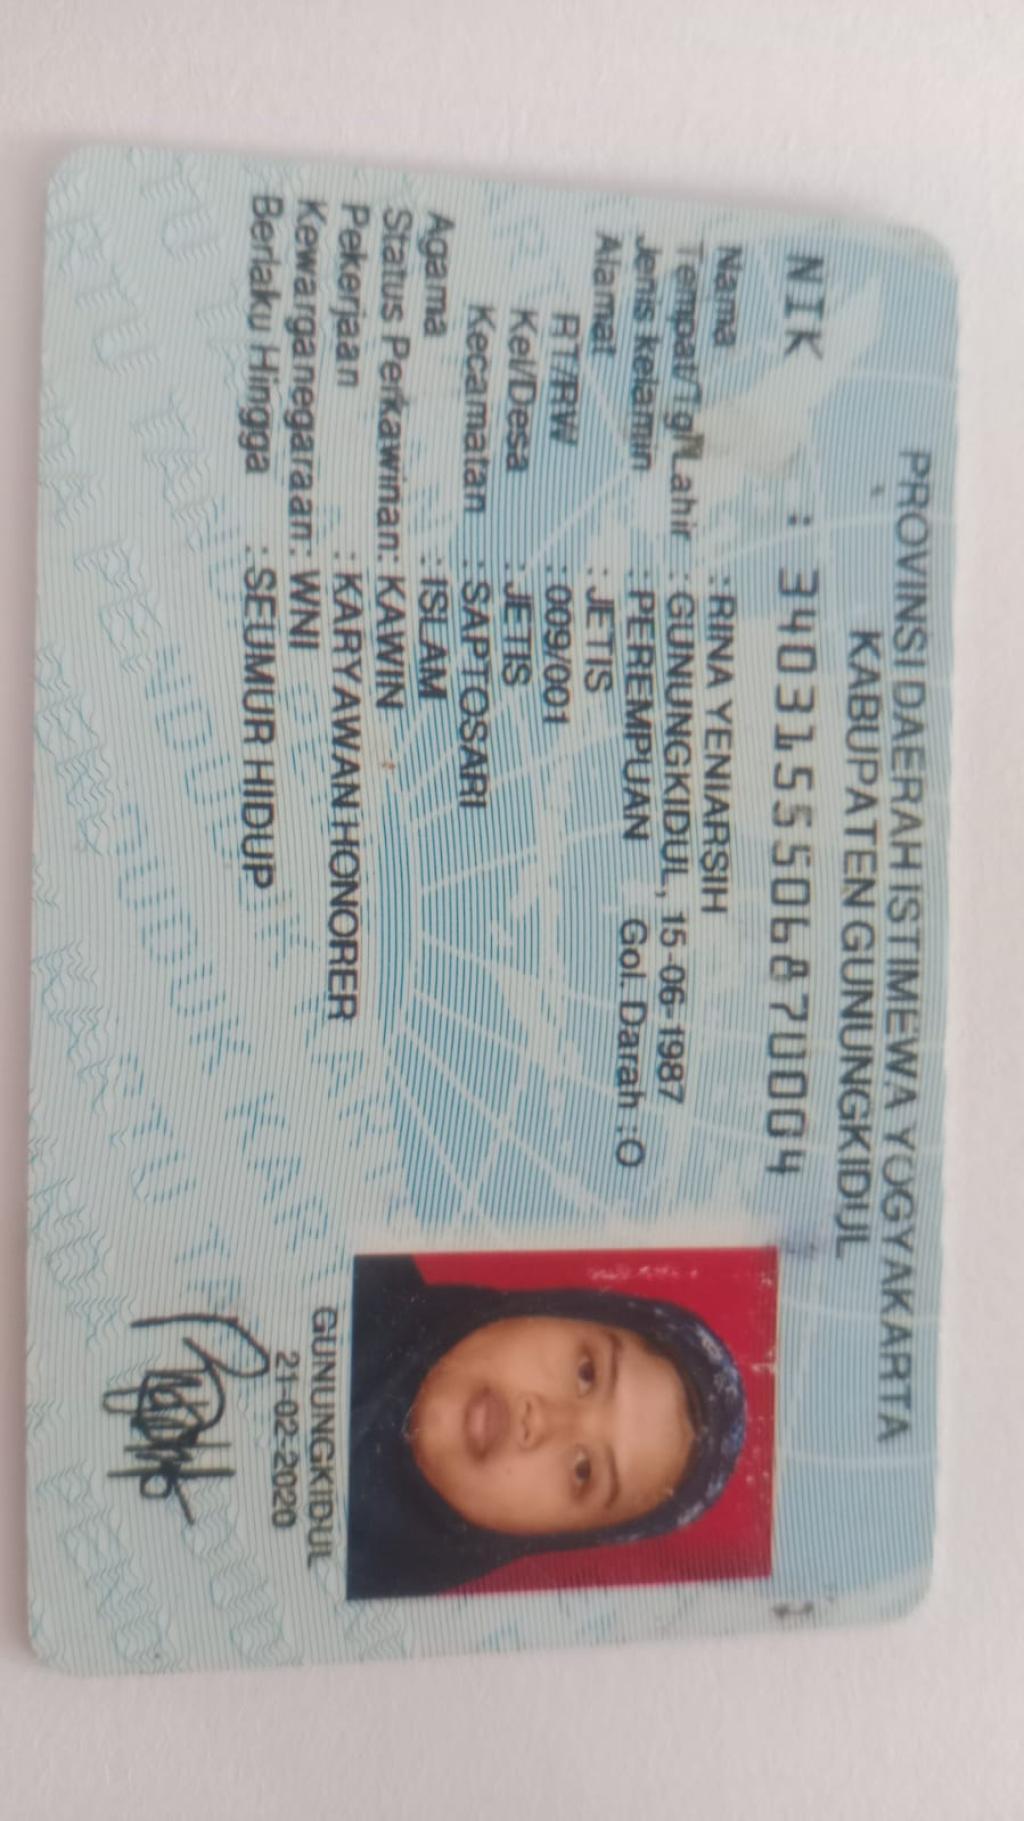 PROVINSI DAERAH ISTIMEWA YOGYAKARTA
KABUPATEN GUNUNGKIDUL
NIK : 3403155506870004
Nama : RINA YENIARSIH
Tempat/Tgl Lahir : GUNUNGKIDUL, 15-06-1987
Jenis kelamin : PEREMPUAN Gol. Darah : O
Alamat : JETIS
RT/RW : 009/001
Kel/Desa : JETIS
Kecamatan : SAPTOSARI
Agama : ISLAM
Status Perkawinan: KAWIN
Pekerjaan : KARYAWAN HONORER
Kewarganegaraan: WNI
Berlaku Hingga : SEUMUR HIDUP
GUNUNGKIDUL
21-02-2020